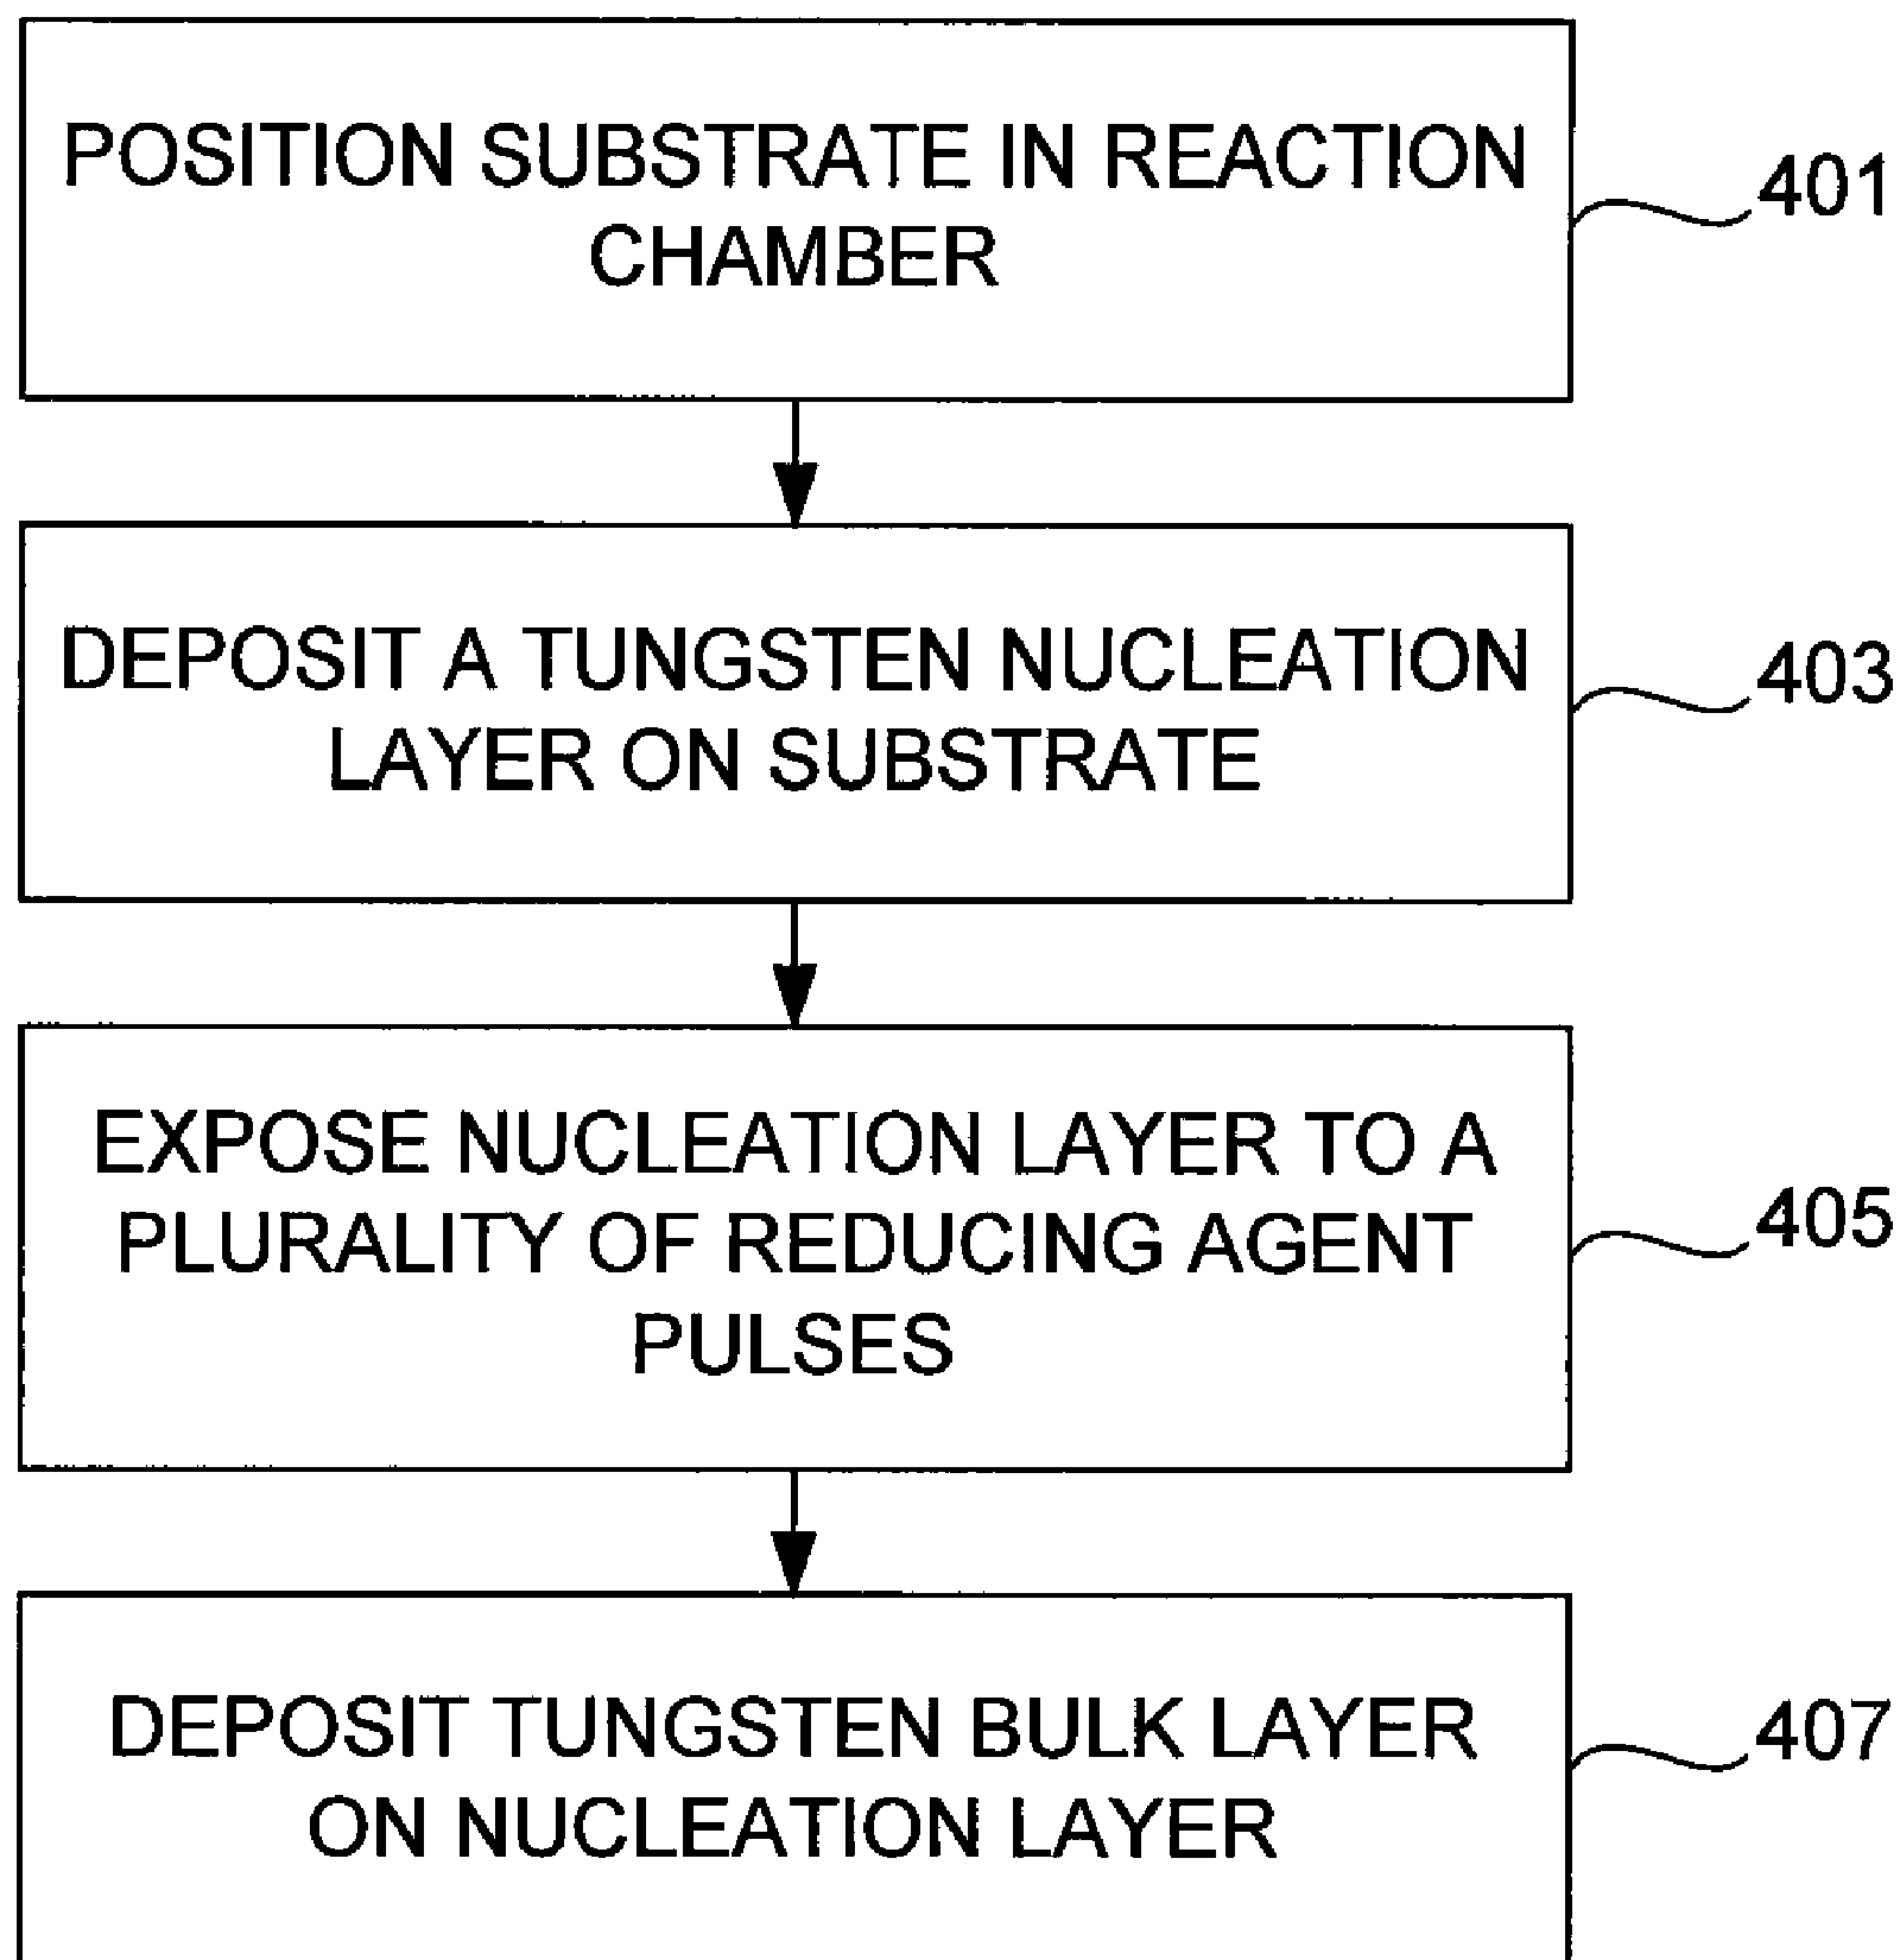 POSITION SUBSTRATE IN REACTION
CHAMBER
401
DEPOSIT A TUNGSTEN NUCLEATION
LAYER ON SUBSTRATE
403
EXPOSE NUCLEATION LAYER TO A
PLURALITY OF REDUCING AGENT
PULSES
405
DEPOSIT TUNGSTEN BULK LAYER
ON NUCLEATION LAYER
407